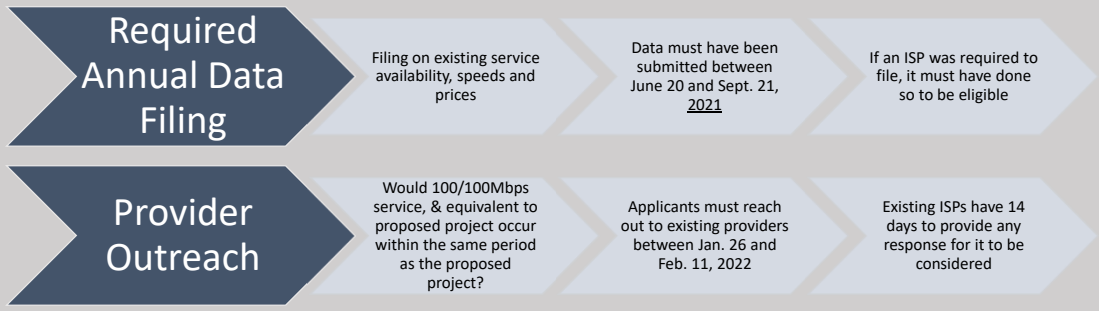 Required
Annual Data
Filing
Filing on existing service
availability, speeds and
prices
Data must have been
submitted between
June 20 and Sept. 21,
2021
If an ISP was required to
file, it must have done
so to be eligible
Provider
Outreach
Would 100/100Mbps
service, & equivalent to
proposed project occur
within the same period
as the proposed
project?
Applicants must reach
out to existing providers
between Jan. 26 and
Feb. 11, 2022
Existing ISPs have 14
days to provide any
response for it to be
considered